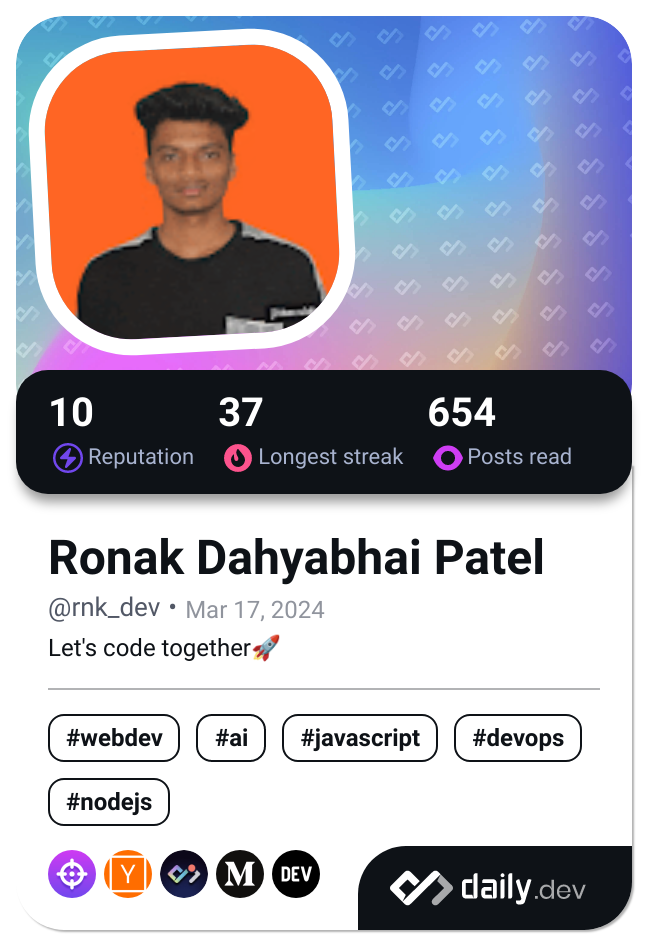 10 37 654
Reputation Longest streak Posts read
Ronak Dahyabhai Patel
@rnk_dev • Mar 17, 2024
Let's code together🚀
#webdev #ai #javascript #devops
#nodejs
Y M DEV
daily.dev